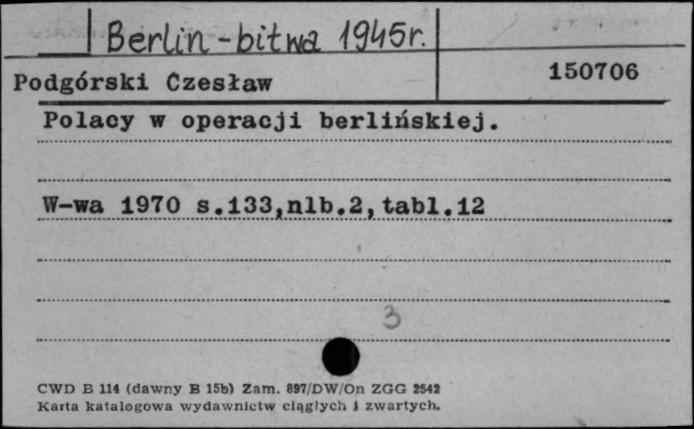 Berlin - bitwa 1945r.
Podgórski Czesław 150706
Polacy w operacji berlińskiej.
W-wa 1970 s.133,nlb.2,tabl.12
3
CWD B 114 (dawny B 15b) Zam. 897/DW/On ZGG 2542
Karta katalogowa wydawnictw ciągłych i zwartych.